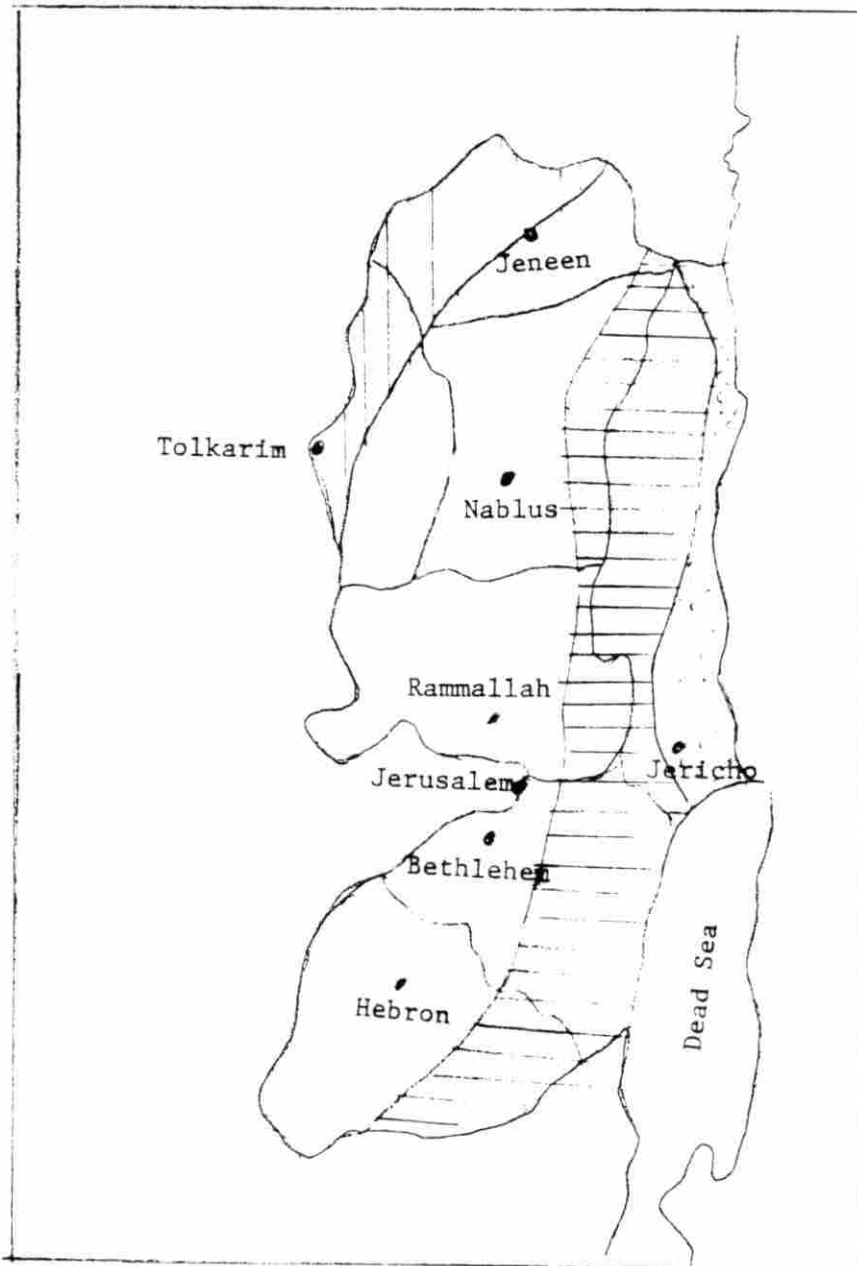 Jeneen
Tolkarim
Nablus
Rammallah
Jerusalem
Jericho
Bethlehem
Hebron
Dead Sea